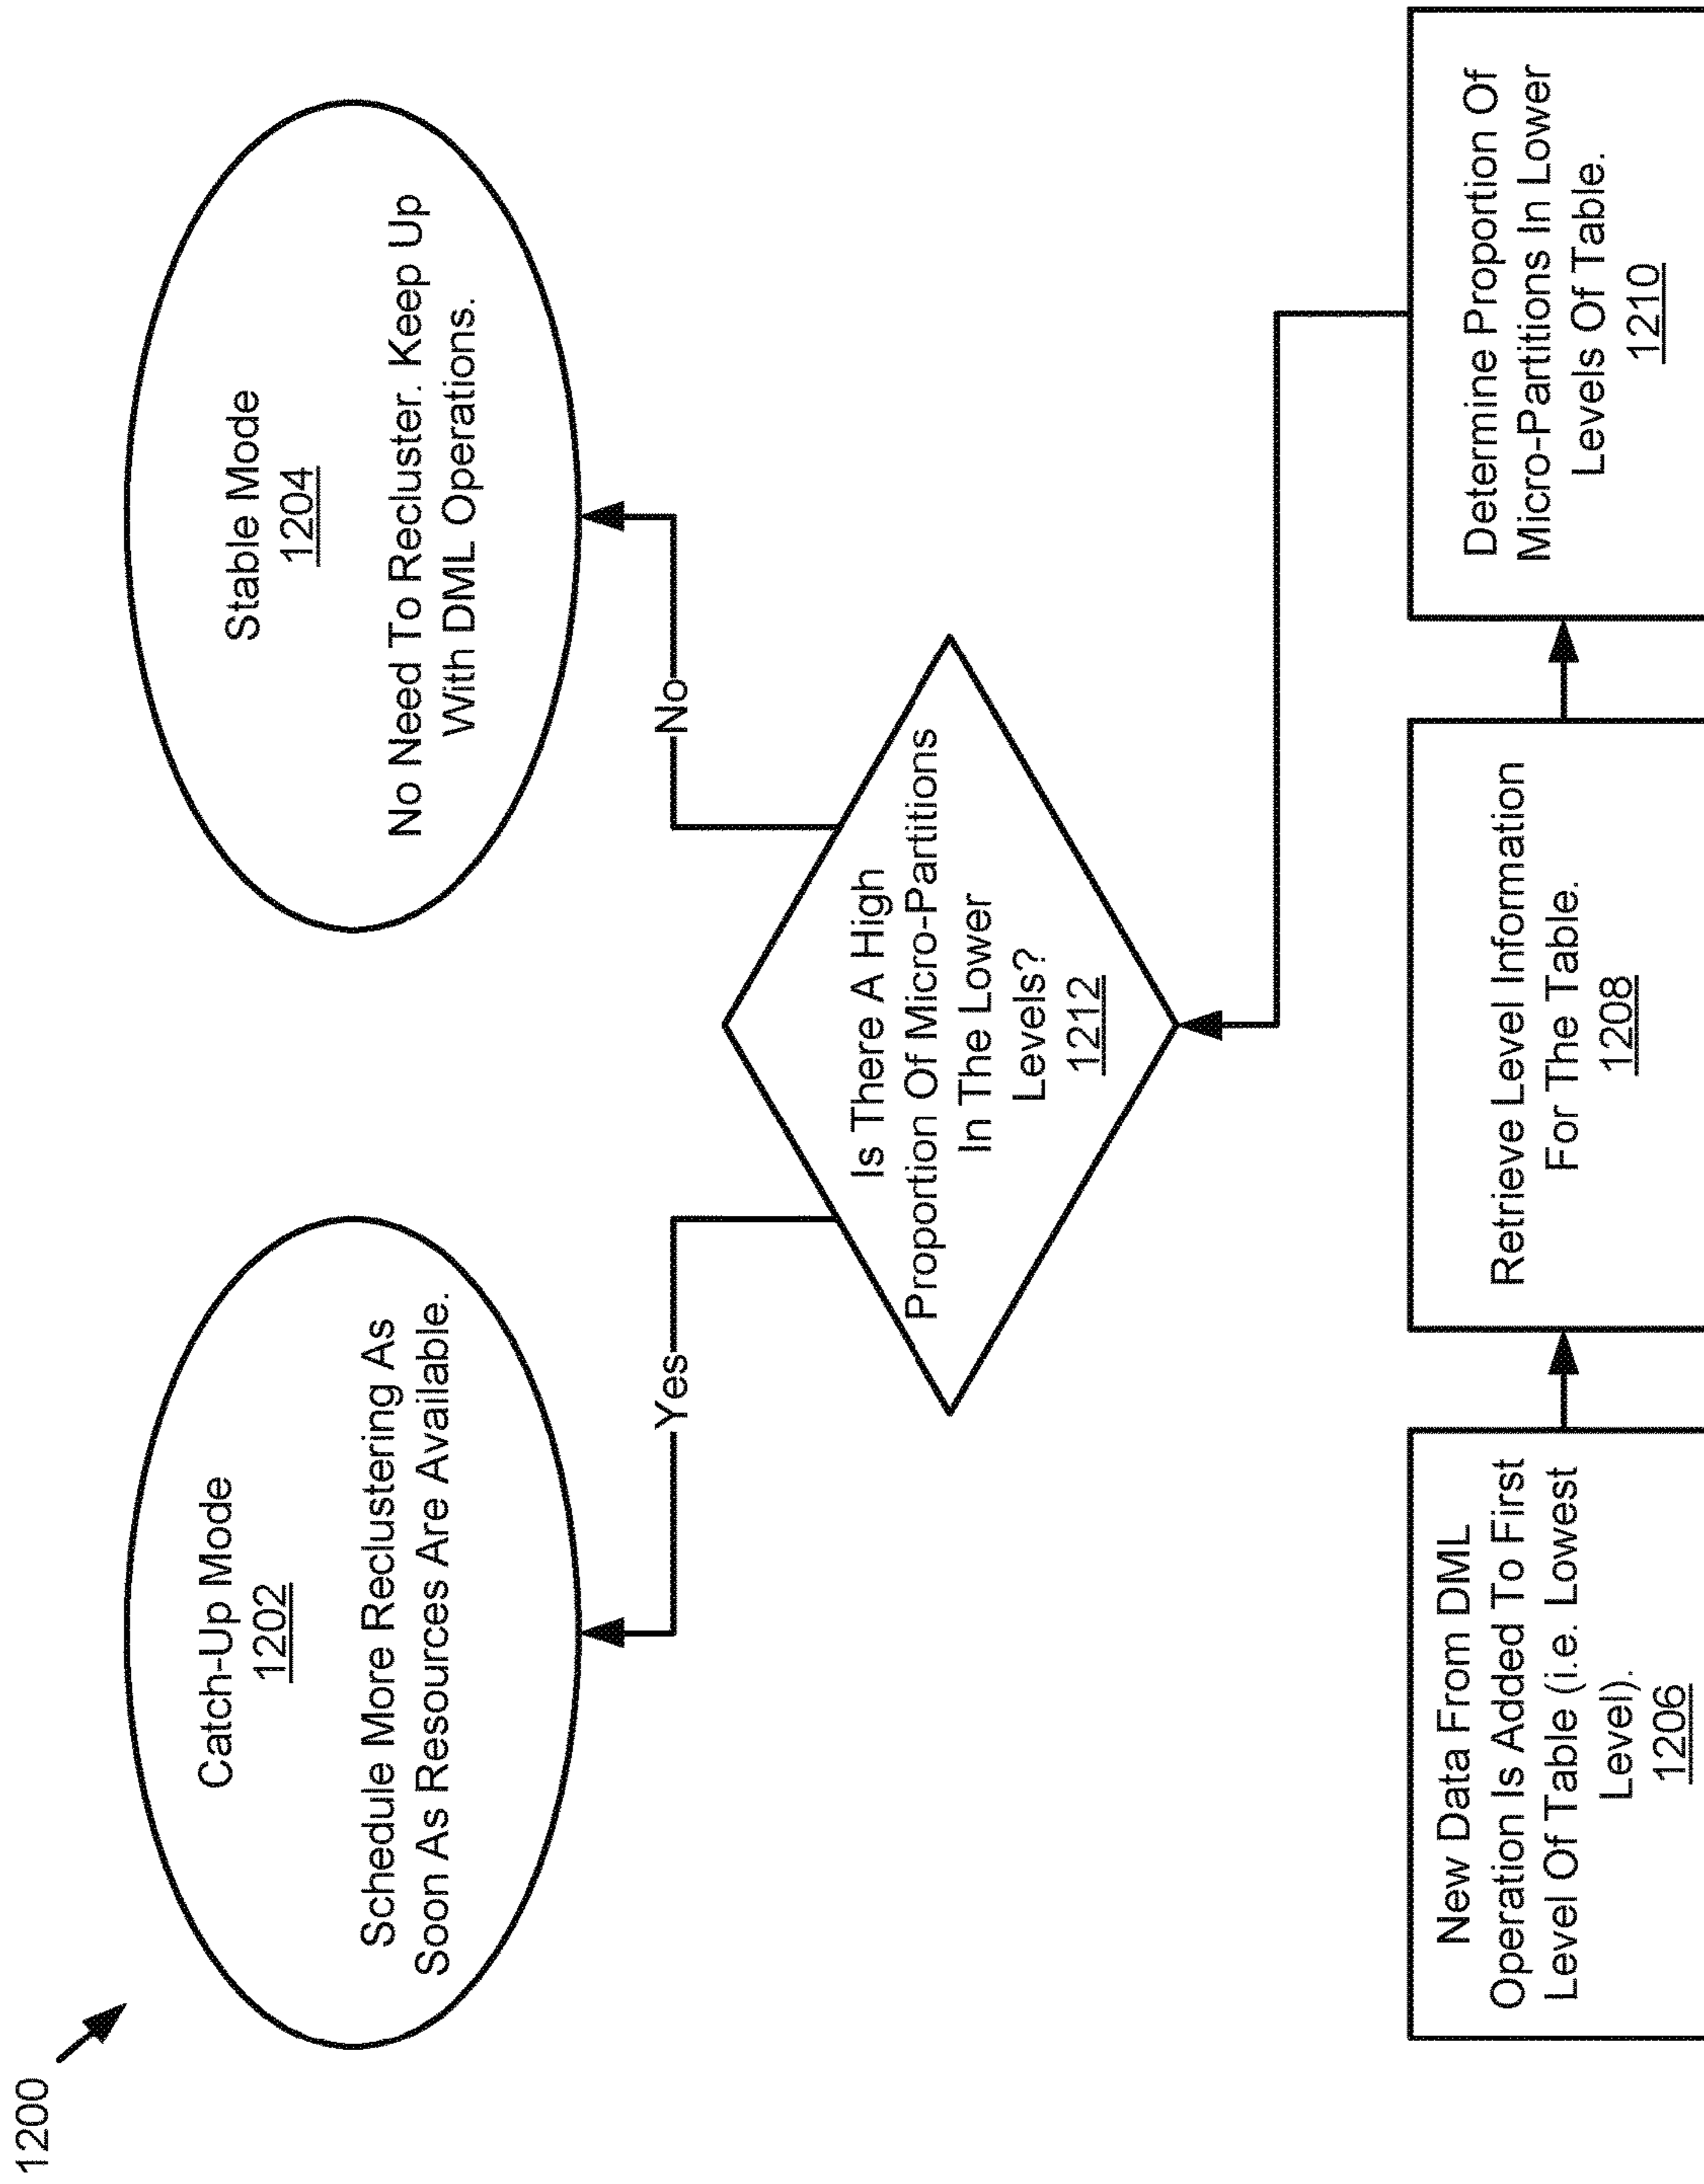 1200
Catch-Up Mode
1202
Schedule More Reclustering As
Soon As Resources Are Available.
Stable Mode
1204
No Need To Recluster. Keep Up
With DML Operations.
Yes
No
Is There A High
Proportion Of Micro-Partitions
In The Lower
Levels?
1212
New Data From DML
Operation Is Added To First
Level Of Table (i.e. Lowest
Level).
1206
Retrieve Level Information
For The Table.
1208
Determine Proportion Of
Micro-Partitions In Lower
Levels Of Table.
1210